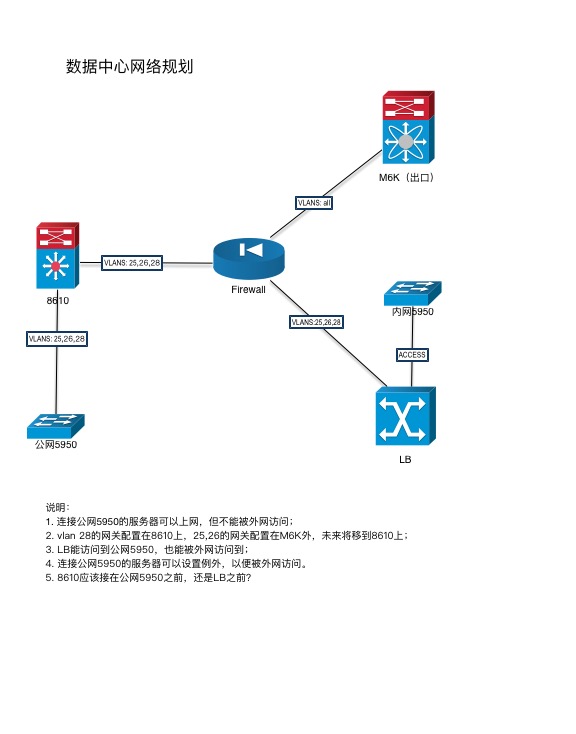 数据中心网络规划
M6K（出口）
VLANS: all
VLANS: 25,26,28
Firewall
8610
内网5950
VLANS:25,26,28
VLANS: 25,26,28
ACCESS
公网5950
LB
说明：
1. 连接公网5950的服务器可以上网，但不能被外网访问；
2. vlan 28的网关配置在8610上，25,26的网关配置在M6K外，未来将移到8610上；
3. LB能访问到公网5950，也能被外网访问到；
4. 连接公网5950的服务器可以设置例外，以便被外网访问。
5. 8610应该接在公网5950之前，还是LB之前？